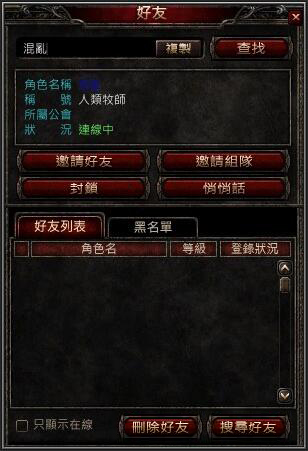 好友
混亂 複製 查找
角色名稱
稱 號 人類牧師
所屬公會
狀 況 連線中
邀請好友 邀請組隊
封鎖 悄悄話
好友列表 黑名單
角色名 等級 登錄狀況
只顯示在線 刪除好友 搜尋好友